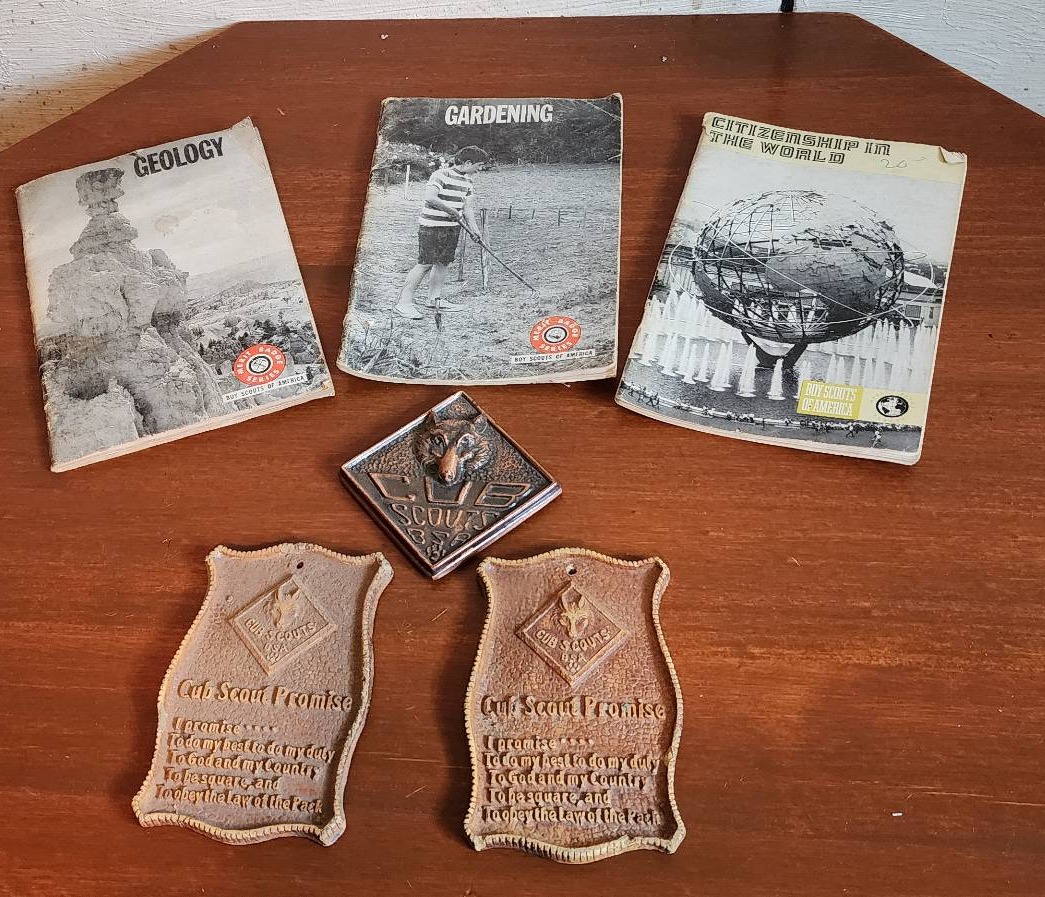 GEOLOGY
MERIT BADGE
SERIES
BOY SCOUTS OF AMERICA
GARDENING
MERIT BADGE
SERIES
BOY SCOUTS OF AMERICA
CITIZENSHIP IN
THE WORLD
20
BOY SCOUTS
OF AMERICA
CUB
SCOUTS
BSA
CUB SCOUTS
BSA
Cub Scout Promise
I promise ****
To do my best to do my duty
To God and my Country
To be square, and
To obey the Law of the Pack
CUB SCOUTS
BSA
Cub Scout Promise
I promise ****
To do my best to do my duty
To God and my Country
To be square, and
To obey the Law of the Pack